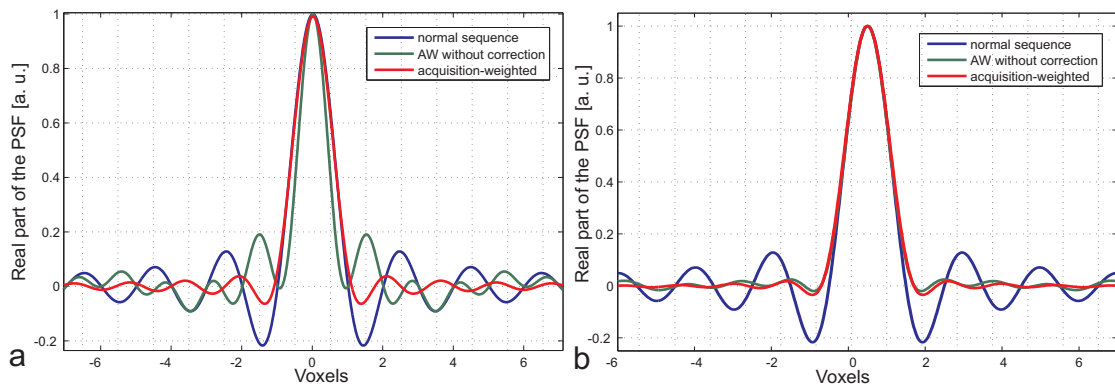 Real part of the PSF [a. u.]
1
0.8
0.6
0.4
0.2
0
-0.2
normal sequence
AW without correction
acquisition-weighted
-6
-4
-2
0
2
4
6
Voxels
a
Real part of the PSF [a. u.]
1
0.8
0.6
0.4
0.2
0
-0.2
normal sequence
AW without correction
acquisition-weighted
-6
-4
-2
0
2
4
6
Voxels
b